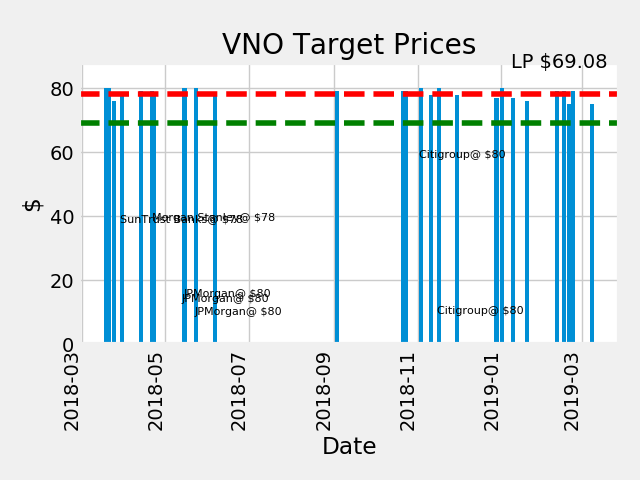 VNO Target Prices
LP $69.08
$
80
60
40
20
0
Citigroup@ $80
SunTrust Banks@ $78
Morgan Stanley@ $78
JPMorgan@ $80
JPMorgan@ $80
JPMorgan@ $80
Citigroup@ $80
2018-03
2018-05
2018-07
2018-09
2018-11
2019-01
2019-03
Date